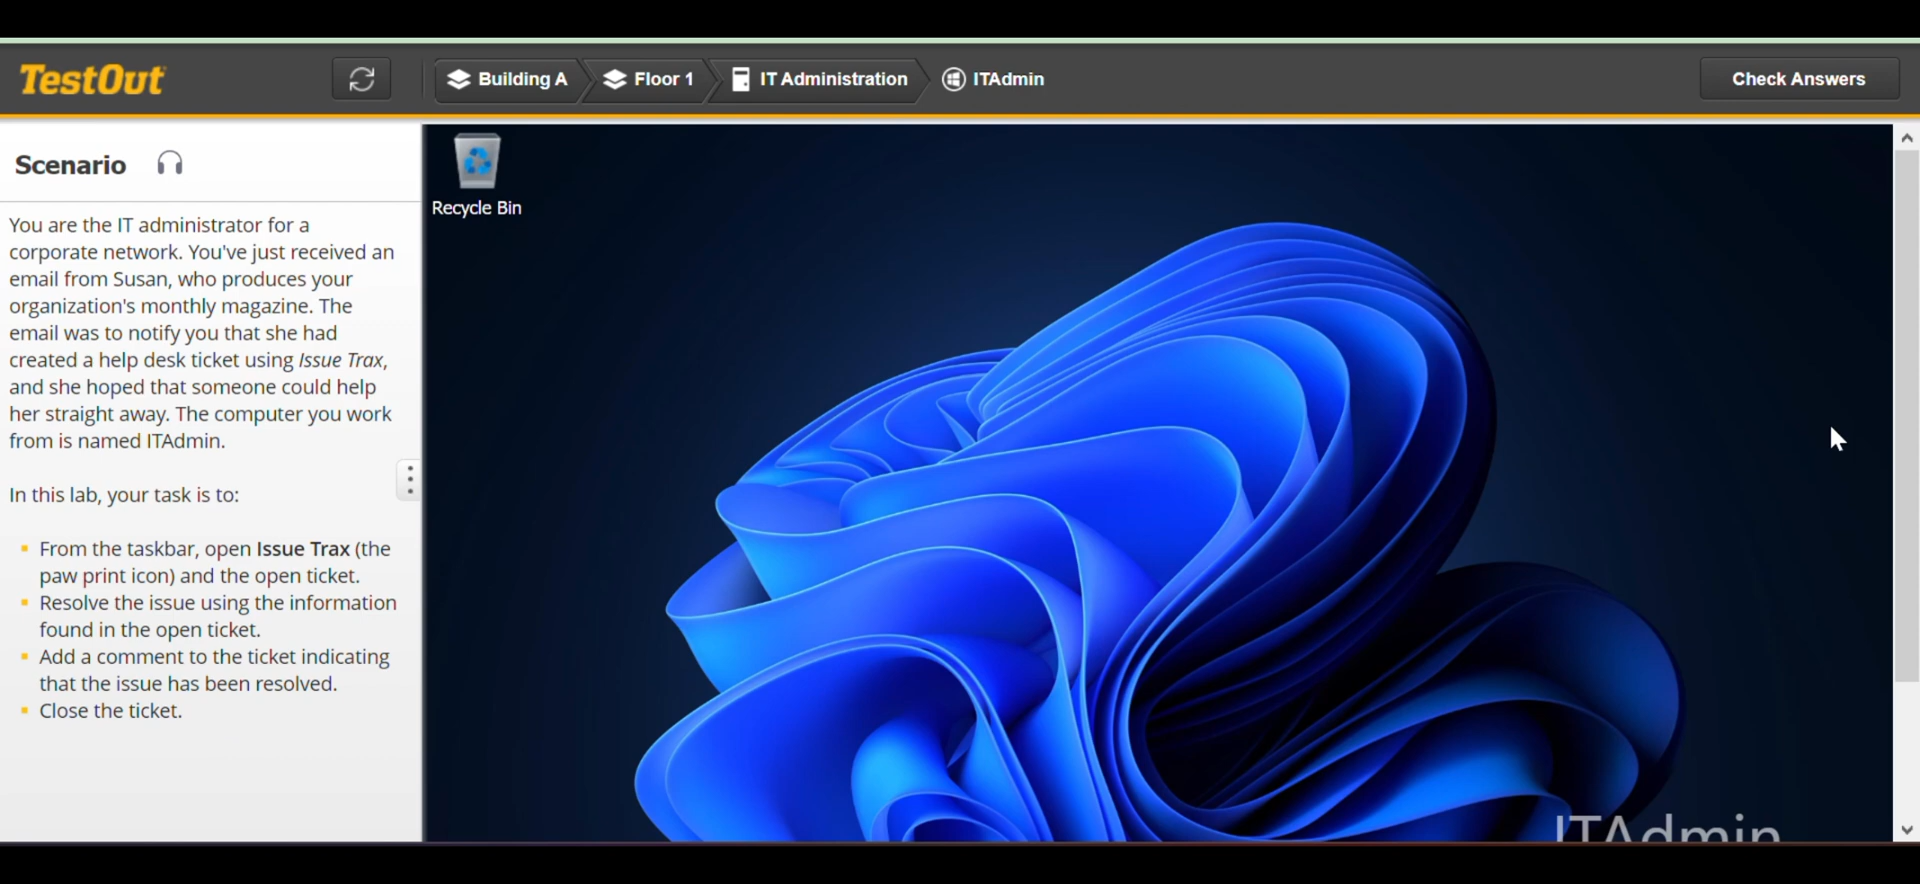 TestOut
Building A
Floor 1
IT Administration
ITAdmin
Check Answers
Scenario
You are the IT administrator for a
corporate network. You've just received an
email from Susan, who produces your
organization's monthly magazine. The
email was to notify you that she had
created a help desk ticket using Issue Trax,
and she hoped that someone could help
her straight away. The computer you work
from is named ITAdmin.
In this lab, your task is to:
From the taskbar, open Issue Trax (the
paw print icon) and the open ticket.
Resolve the issue using the information
found in the open ticket.
Add a comment to the ticket indicating
that the issue has been resolved.
Close the ticket.
Recycle Bin
ITAdmin